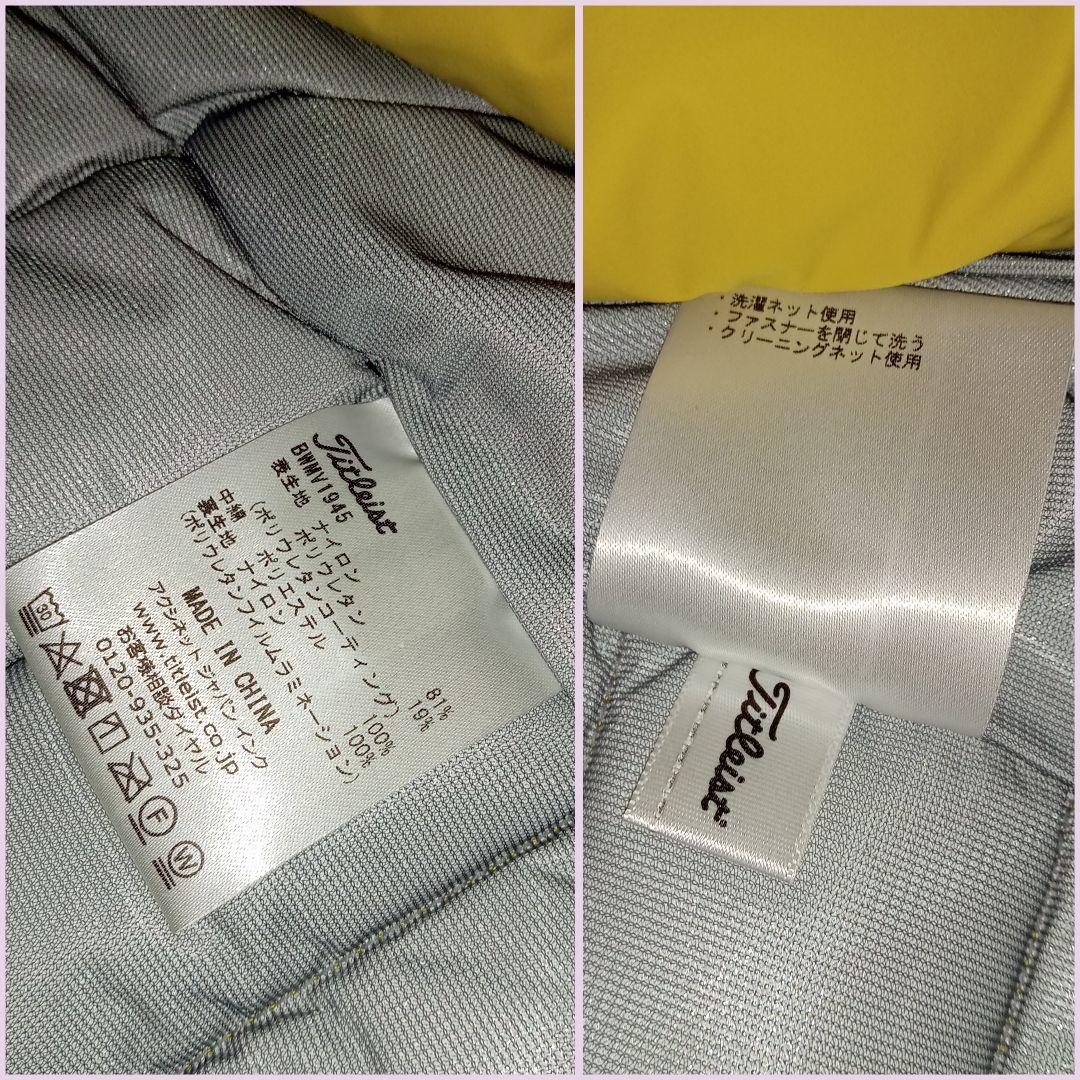 Titleist
BWMV1945
表生地 ナイロン 81%
ポリウレタン 19%
(ポリウレタンコーティング)
中綿 ポリエステル 100%
裏生地 ナイロン 100%
(ポリウレタンフイルムラミネーション)
MADE IN CHINA
アクシネットジャパンインク
www.titleist.co.jp
お客様相談ダイヤル
0120-935-325
30
F
W
・洗濯ネット使用
・ファスナーを閉じて洗う
・クリーニングネット使用
Titleist